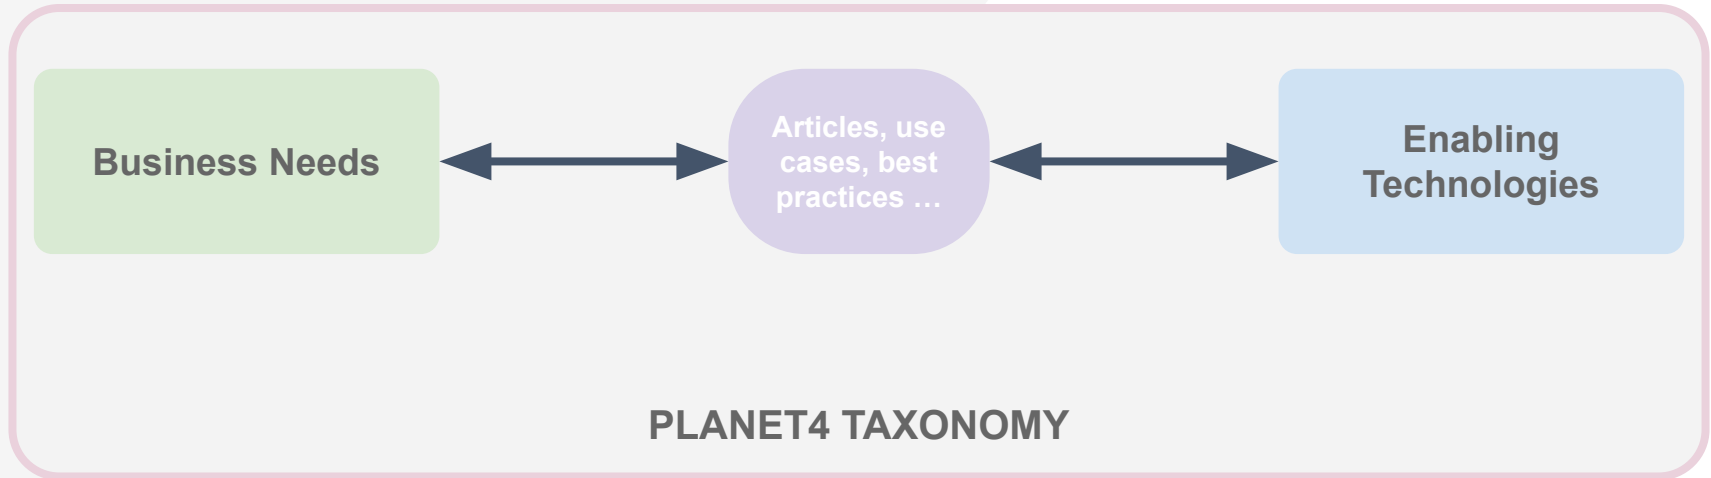 Business Needs
Articles, use
cases, best
practices …
Enabling
Technologies
PLANET4 TAXONOMY